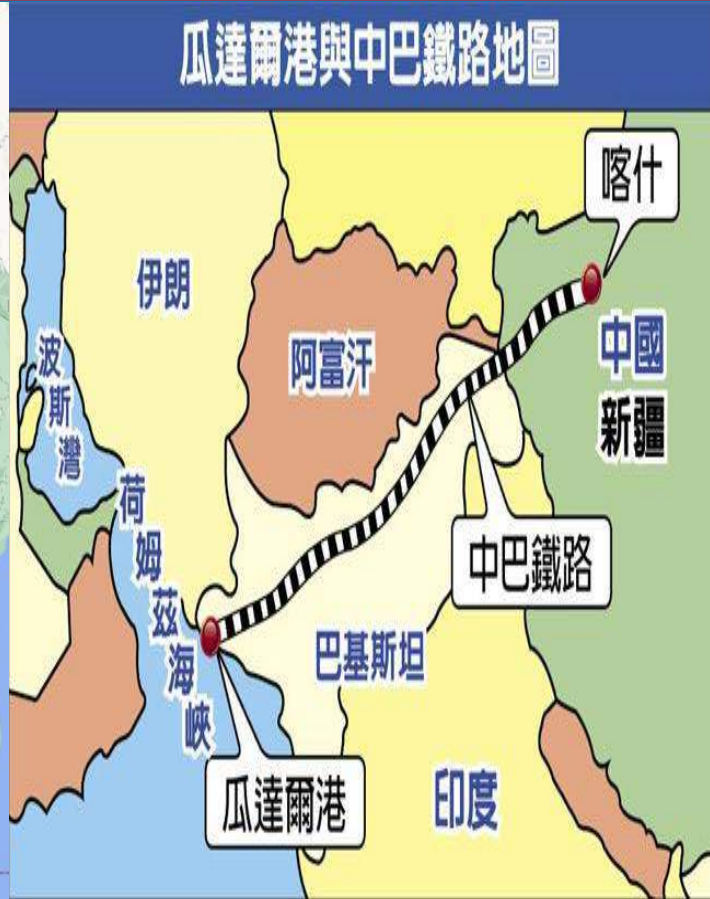 瓜達爾港與中巴鐵路地圖
喀什
伊朗
阿富汗
中國
新疆
波斯灣
荷姆茲海峽
中巴鐵路
巴基斯坦
瓜達爾港
印度